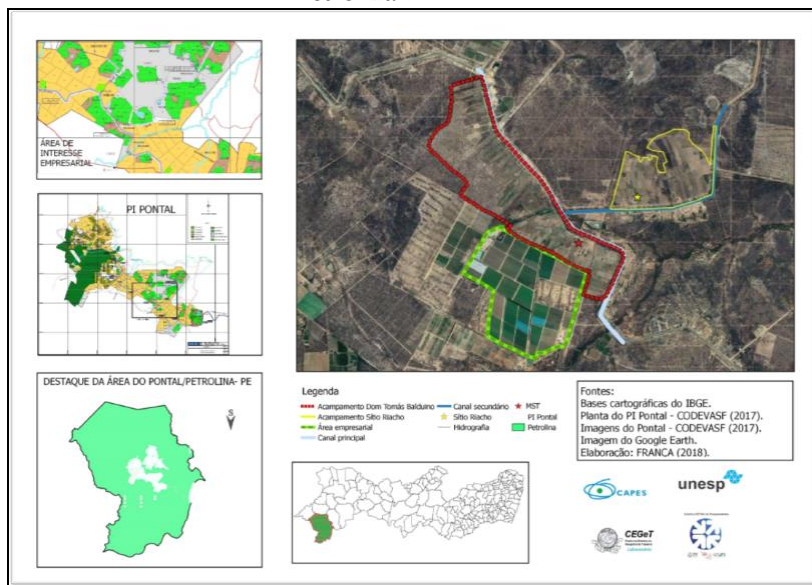 ÁREA DE
INTERESSE
EMPRESARIAL
PI PONTAL
DESTAQUE DA ÁREA DO PONTAL/PETROLINA- PE
S
Legenda
Acampamento Dom Tomás Balduino
Acampamento Sítio Riacho
Área empresarial
Canal principal
Canal secundário
Sítio Riacho
Hidrografia
MST
PI Pontal
Petrolina
Fontes:
Bases cartográficas do IBGE.
Planta do PI Pontal - CODEVASF (2017).
Imagens do Pontal - CODEVASF (2017).
Imagem do Google Earth.
Elaboração: FRANÇA (2018).
CAPES
unesp
CEGeT